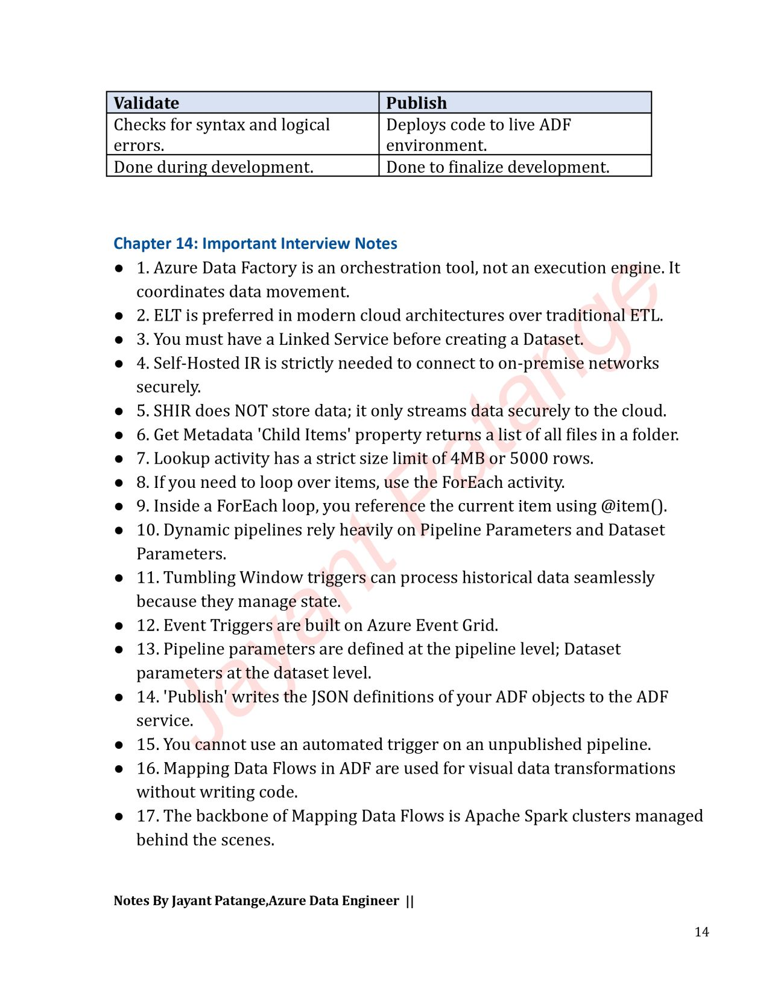 Validate Publish
Checks for syntax and logical Deploys code to live ADF
errors. environment.
Done during development. Done to finalize development.
Chapter 14: Important Interview Notes
● 1. Azure Data Factory is an orchestration tool, not an execution engine. It
coordinates data movement.
● 2. ELT is preferred in modern cloud architectures over traditional ETL.
● 3. You must have a Linked Service before creating a Dataset.
● 4. Self-Hosted IR is strictly needed to connect to on-premise networks
securely.
● 5. SHIR does NOT store data; it only streams data securely to the cloud.
● 6. Get Metadata 'Child Items' property returns a list of all files in a folder.
● 7. Lookup activity has a strict size limit of 4MB or 5000 rows.
● 8. If you need to loop over items, use the ForEach activity.
● 9. Inside a ForEach loop, you reference the current item using @item().
● 10. Dynamic pipelines rely heavily on Pipeline Parameters and Dataset
Parameters.
● 11. Tumbling Window triggers can process historical data seamlessly
because they manage state.
● 12. Event Triggers are built on Azure Event Grid.
● 13. Pipeline parameters are defined at the pipeline level; Dataset
parameters at the dataset level.
● 14. 'Publish' writes the JSON definitions of your ADF objects to the ADF
service.
● 15. You cannot use an automated trigger on an unpublished pipeline.
● 16. Mapping Data Flows in ADF are used for visual data transformations
without writing code.
● 17. The backbone of Mapping Data Flows is Apache Spark clusters managed
behind the scenes.
Jayant Patange
Notes By Jayant Patange,Azure Data Engineer ||
14